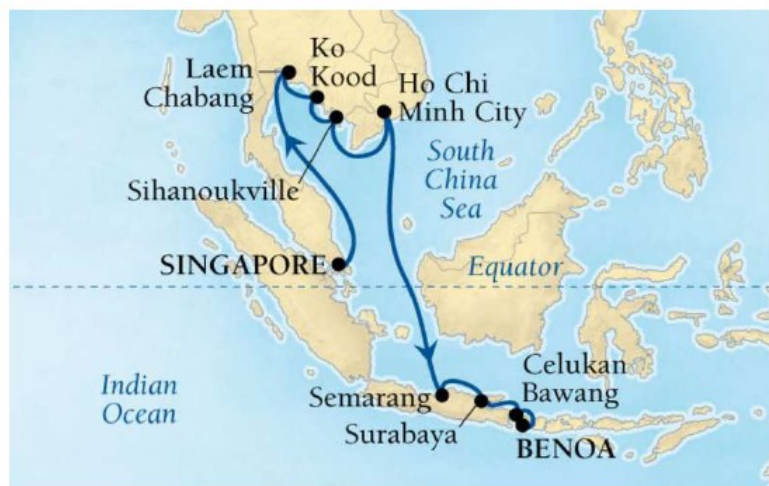 Ko
Kood
Laem
Chabang
Ho Chi
Minh City
South
China
Sea
Sihanoukville
SINGAPORE
Equator
Indian
Ocean
Celukan
Bawang
Semarang
Surabaya
BENOA